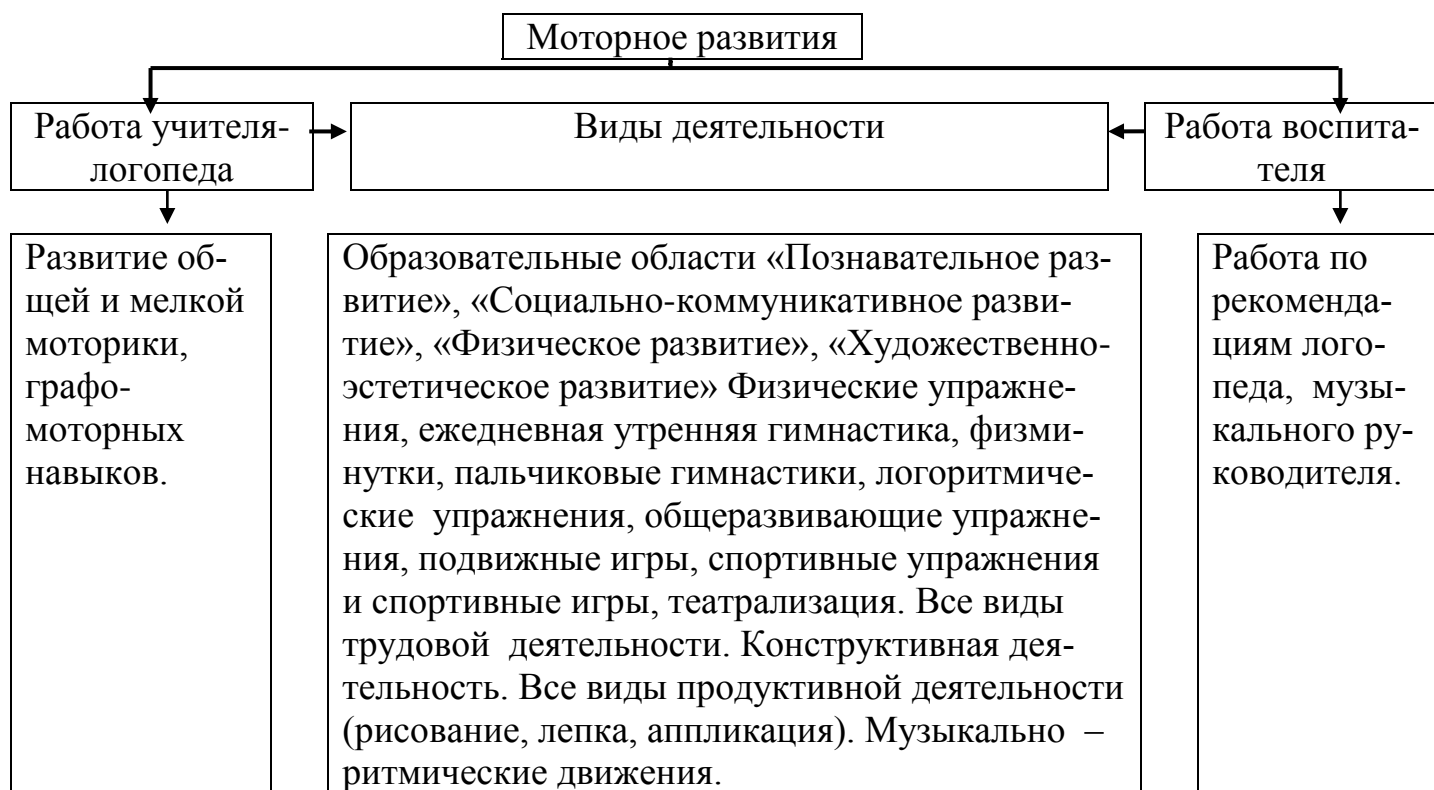 Моторное развития
Работа учителя-
логопеда
Виды деятельности
Работа воспита-
теля
Развитие об-
щей и мелкой
моторики,
графо-
моторных
навыков.
Образовательные области «Познавательное раз-
витие», «Социально-коммуникативное разви-
тие», «Физическое развитие», «Художественно-
эстетическое развитие» Физические упражне-
ния, ежедневная утренняя гимнастика, физми-
нутки, пальчиковые гимнастики, логоритмиче-
ские упражнения, общеразвивающие упражне-
ния, подвижные игры, спортивные упражнения
и спортивные игры, театрализация. Все виды
трудовой деятельности. Конструктивная дея-
тельность. Все виды продуктивной деятельности
(рисование, лепка, аппликация). Музыкально –
ритмические движения.
Работа по
рекоменда-
циям лого-
педа, музы-
кального ру-
ководителя.